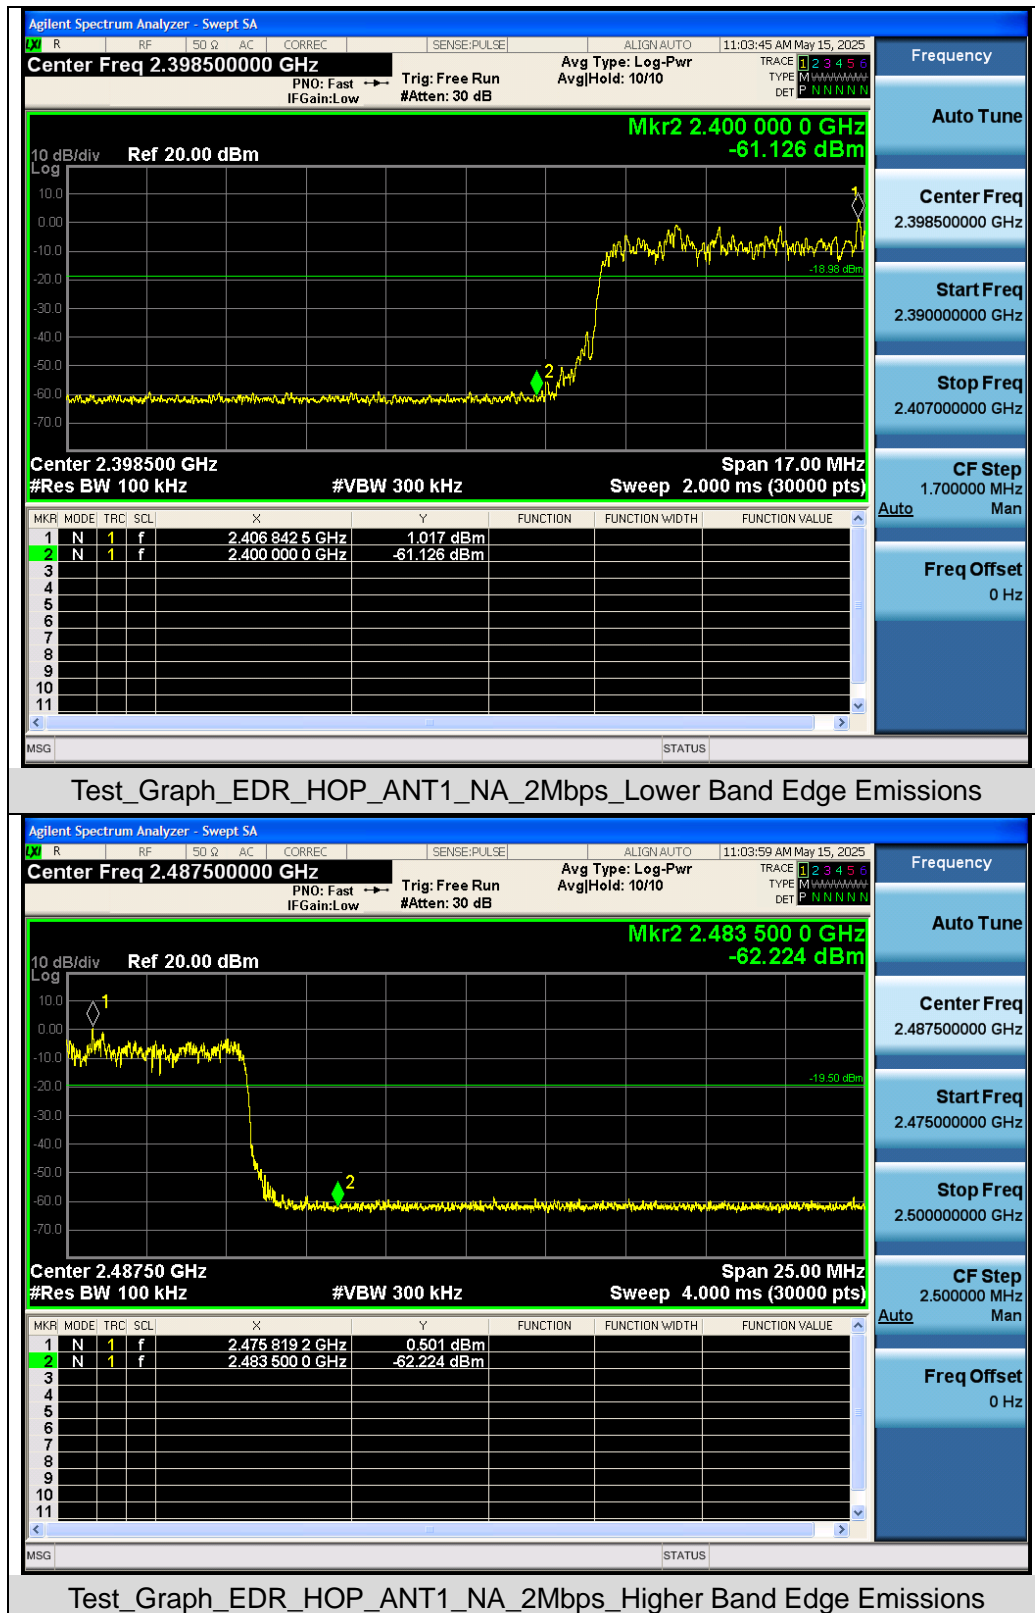 Agilent Spectrum Analyzer - Swept SA
LXI R RF 50 Ω AC CORREC SENSE:PULSE ALIGN AUTO 11:03:45 AM May 15, 2025
Center Freq 2.398500000 GHz
PNO: Fast
IFGain:Low
Trig: Free Run
#Atten: 30 dB
Avg Type: Log-Pwr
Avg|Hold: 10/10
TRACE 1 2 3 4 5 6
TYPE M WWWWW
DET P N N N N N
Mkr2 2.400 000 0 GHz
-61.126 dBm
10 dB/div Ref 20.00 dBm
Log
10.0
0.00
-10.0
-20.0
-30.0
-40.0
-50.0
-60.0
-70.0
1
-18.98 dBm
2
Center 2.398500 GHz Span 17.00 MHz
#Res BW 100 kHz #VBW 300 kHz Sweep 2.000 ms (30000 pts)
MKR MODE TRC SCL X Y FUNCTION FUNCTION WIDTH FUNCTION VALUE
1 N 1 f 2.406 842 5 GHz 1.017 dBm
2 N 1 f 2.400 000 0 GHz -61.126 dBm
3
4
5
6
7
8
9
10
11
MSG STATUS
Frequency
Auto Tune
Center Freq
2.398500000 GHz
Start Freq
2.390000000 GHz
Stop Freq
2.407000000 GHz
CF Step
1.700000 MHz
Auto Man
Freq Offset
0 Hz
Test_Graph_EDR_HOP_ANT1_NA_2Mbps_Lower Band Edge Emissions
Agilent Spectrum Analyzer - Swept SA
LXI R RF 50 Ω AC CORREC SENSE:PULSE ALIGN AUTO 11:03:59 AM May 15, 2025
Center Freq 2.487500000 GHz
PNO: Fast
IFGain:Low
Trig: Free Run
#Atten: 30 dB
Avg Type: Log-Pwr
Avg|Hold: 10/10
TRACE 1 2 3 4 5 6
TYPE M WWWWW
DET P N N N N N
Mkr2 2.483 500 0 GHz
-62.224 dBm
10 dB/div Ref 20.00 dBm
Log
10.0
0.00
-10.0
-20.0
-30.0
-40.0
-50.0
-60.0
-70.0
1
-19.50 dBm
2
Center 2.48750 GHz Span 25.00 MHz
#Res BW 100 kHz #VBW 300 kHz Sweep 4.000 ms (30000 pts)
MKR MODE TRC SCL X Y FUNCTION FUNCTION WIDTH FUNCTION VALUE
1 N 1 f 2.475 819 2 GHz 0.501 dBm
2 N 1 f 2.483 500 0 GHz -62.224 dBm
3
4
5
6
7
8
9
10
11
MSG STATUS
Frequency
Auto Tune
Center Freq
2.487500000 GHz
Start Freq
2.475000000 GHz
Stop Freq
2.500000000 GHz
CF Step
2.500000 MHz
Auto Man
Freq Offset
0 Hz
Test_Graph_EDR_HOP_ANT1_NA_2Mbps_Higher Band Edge Emissions